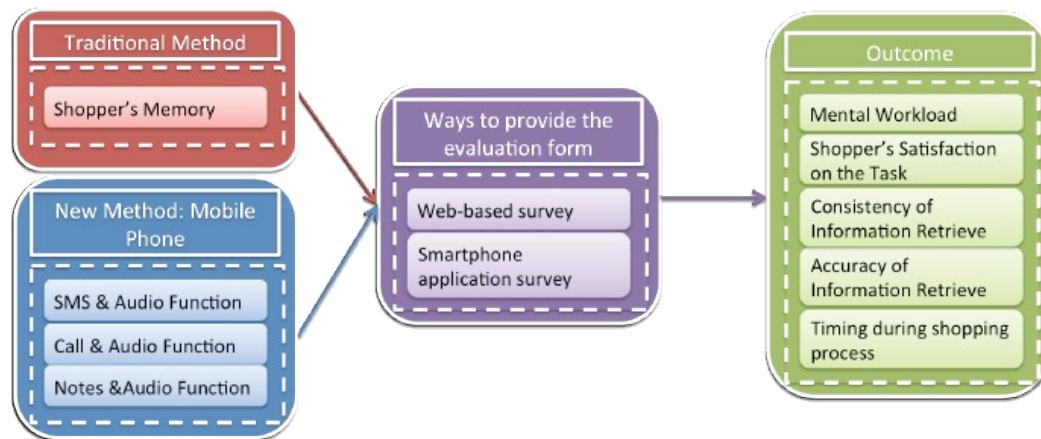 Traditional Method
Shopper's Memory
New Method: Mobile
Phone
SMS & Audio Function
Call & Audio Function
Notes &Audio Function
Ways to provide the
evaluation form
Web-based survey
Smartphone
application survey
Outcome
Mental Workload
Shopper's Satisfaction
on the Task
Consistency of
Information Retrieve
Accuracy of
Information Retrieve
Timing during shopping
process